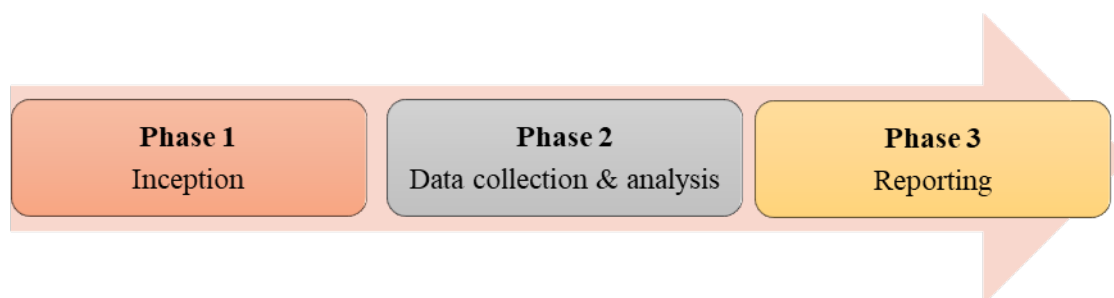 Phase 1
Inception
Phase 2
Data collection & analysis
Phase 3
Reporting